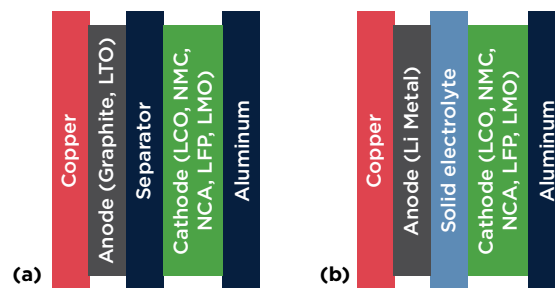 (a)
Copper
Anode (Graphite, LTO)
Separator
Cathode (LCO, NMC,
NCA, LFP, LMO)
Aluminum
(b)
Copper
Anode (Li Metal)
Solid electrolyte
Cathode (LCO, NMC,
NCA, LFP, LMO)
Aluminum